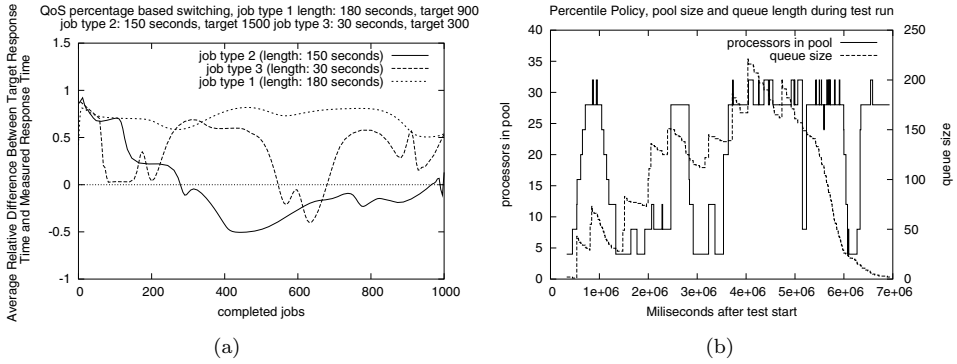 QoS percentage based switching, job type 1 length: 180 seconds, target 900
job type 2: 150 seconds, target 1500 job type 3: 30 seconds, target 300
Average Relative Difference Between Target Response
Time and Measured Response Time
1.5
1
0.5
0
-0.5
-1
job type 2 (length: 150 seconds)
job type 3 (length: 30 seconds)
job type 1 (length: 180 seconds)
0 200 400 600 800 1000
completed jobs
(a)
Percentile Policy, pool size and queue length during test run
processors in pool
40
35
30
25
20
15
10
5
0
processors in pool
queue size
250
200
150
100
50
0
queue size
0 1e+06 2e+06 3e+06 4e+06 5e+06 6e+06 7e+06
Miliseconds after test start
(b)